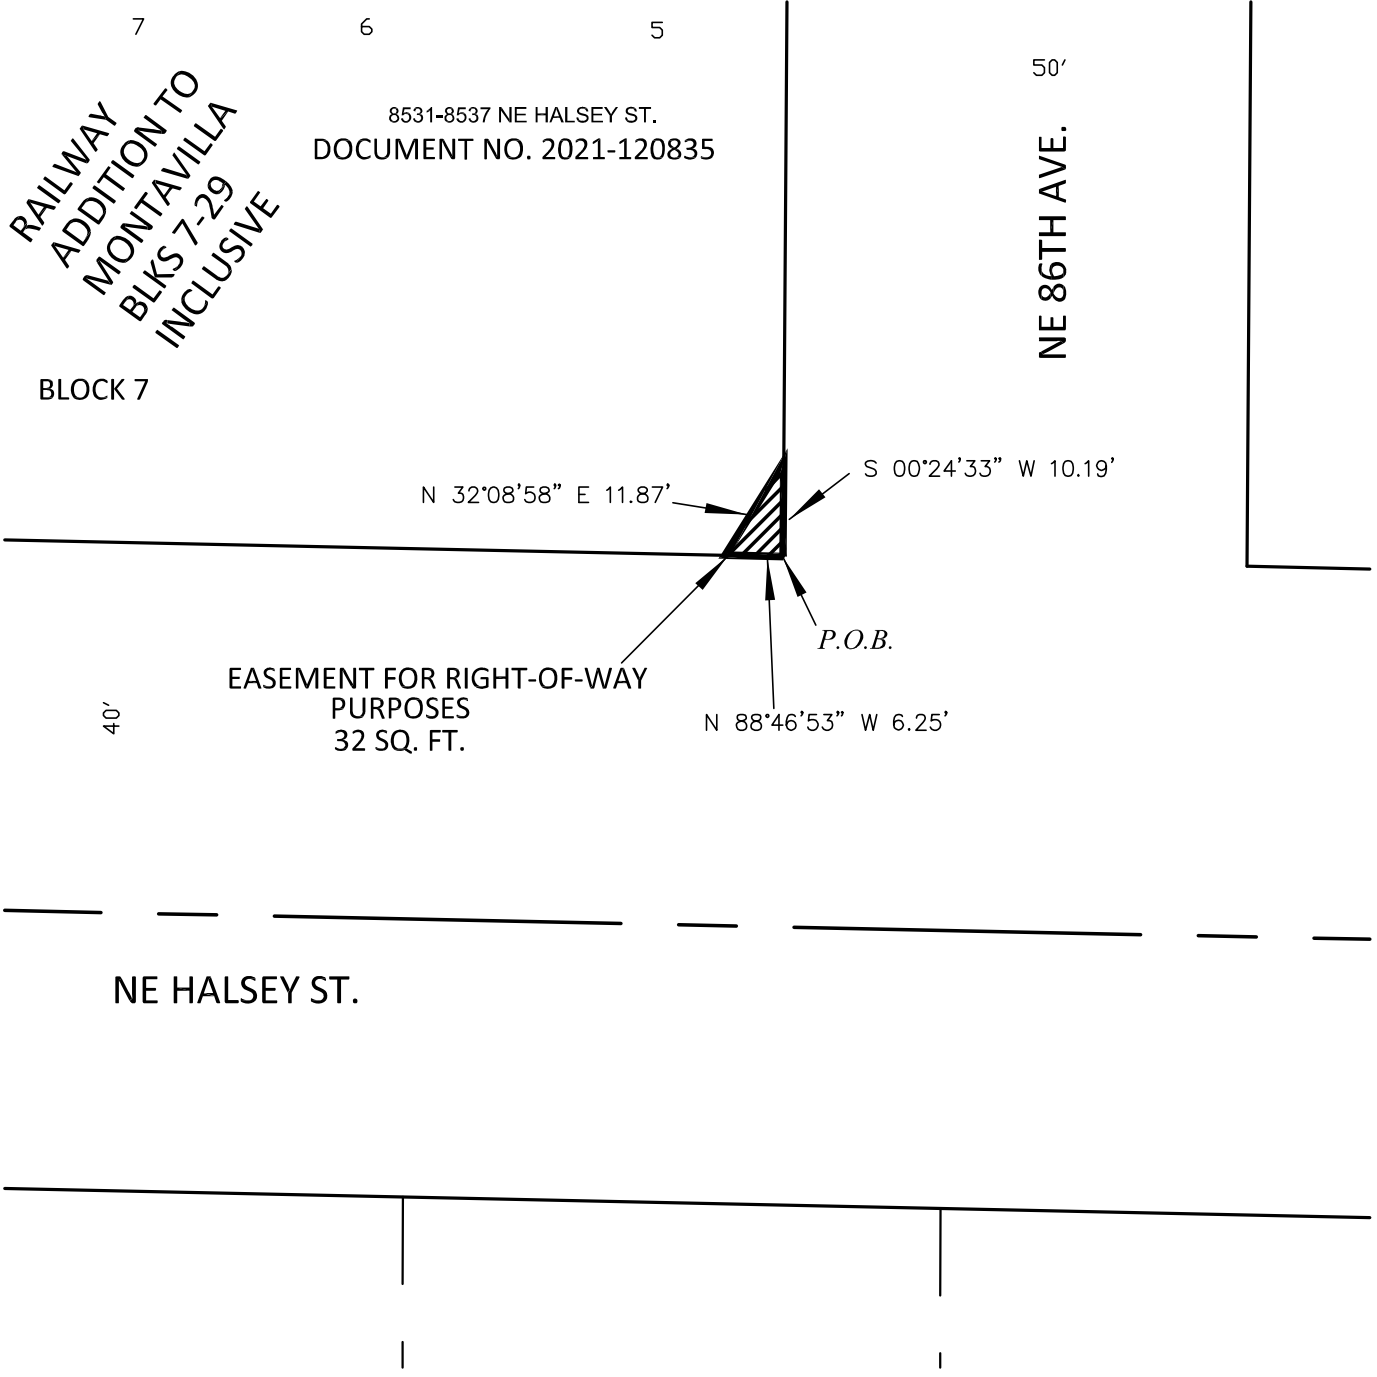 7
6
5
50'
RAILWAY
ADDITION TO
MONTAVILLA
BLKS 7-29
INCLUSIVE
8531-8537 NE HALSEY ST.
DOCUMENT NO. 2021-120835
NE 86TH AVE.
BLOCK 7
N 32°08'58" E 11.87'
S 00°24'33" W 10.19'
P.O.B.
EASEMENT FOR RIGHT-OF-WAY
PURPOSES
32 SQ. FT.
N 88°46'53" W 6.25'
40'
NE HALSEY ST.